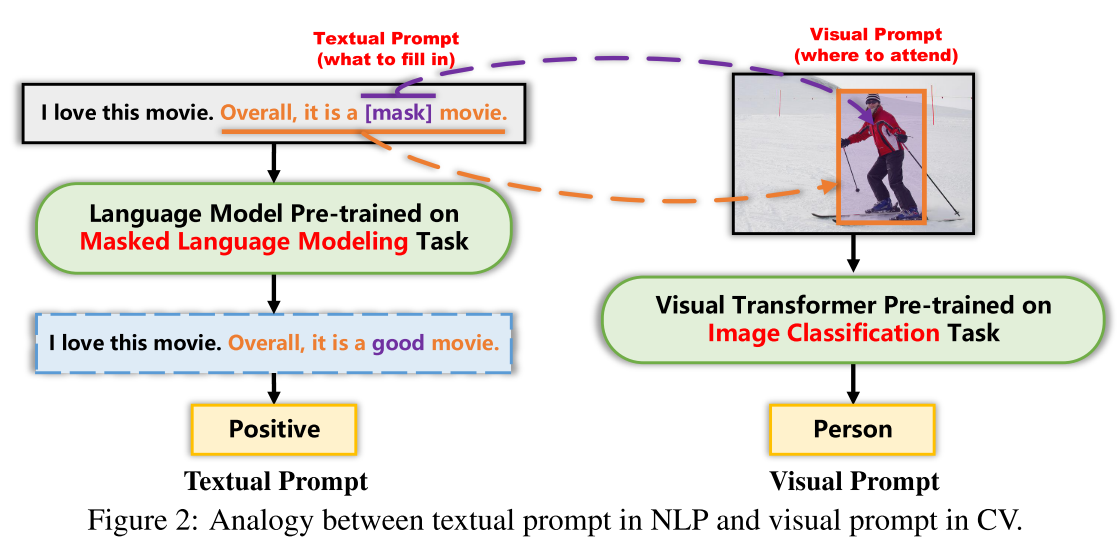 Textual Prompt
(what to fill in)
Visual Prompt
(where to attend)
I love this movie. Overall, it is a [mask] movie.
Language Model Pre-trained on
Masked Language Modeling Task
I love this movie. Overall, it is a good movie.
Positive
Textual Prompt
Visual Transformer Pre-trained on
Image Classification Task
Person
Visual Prompt
Figure 2: Analogy between textual prompt in NLP and visual prompt in CV.